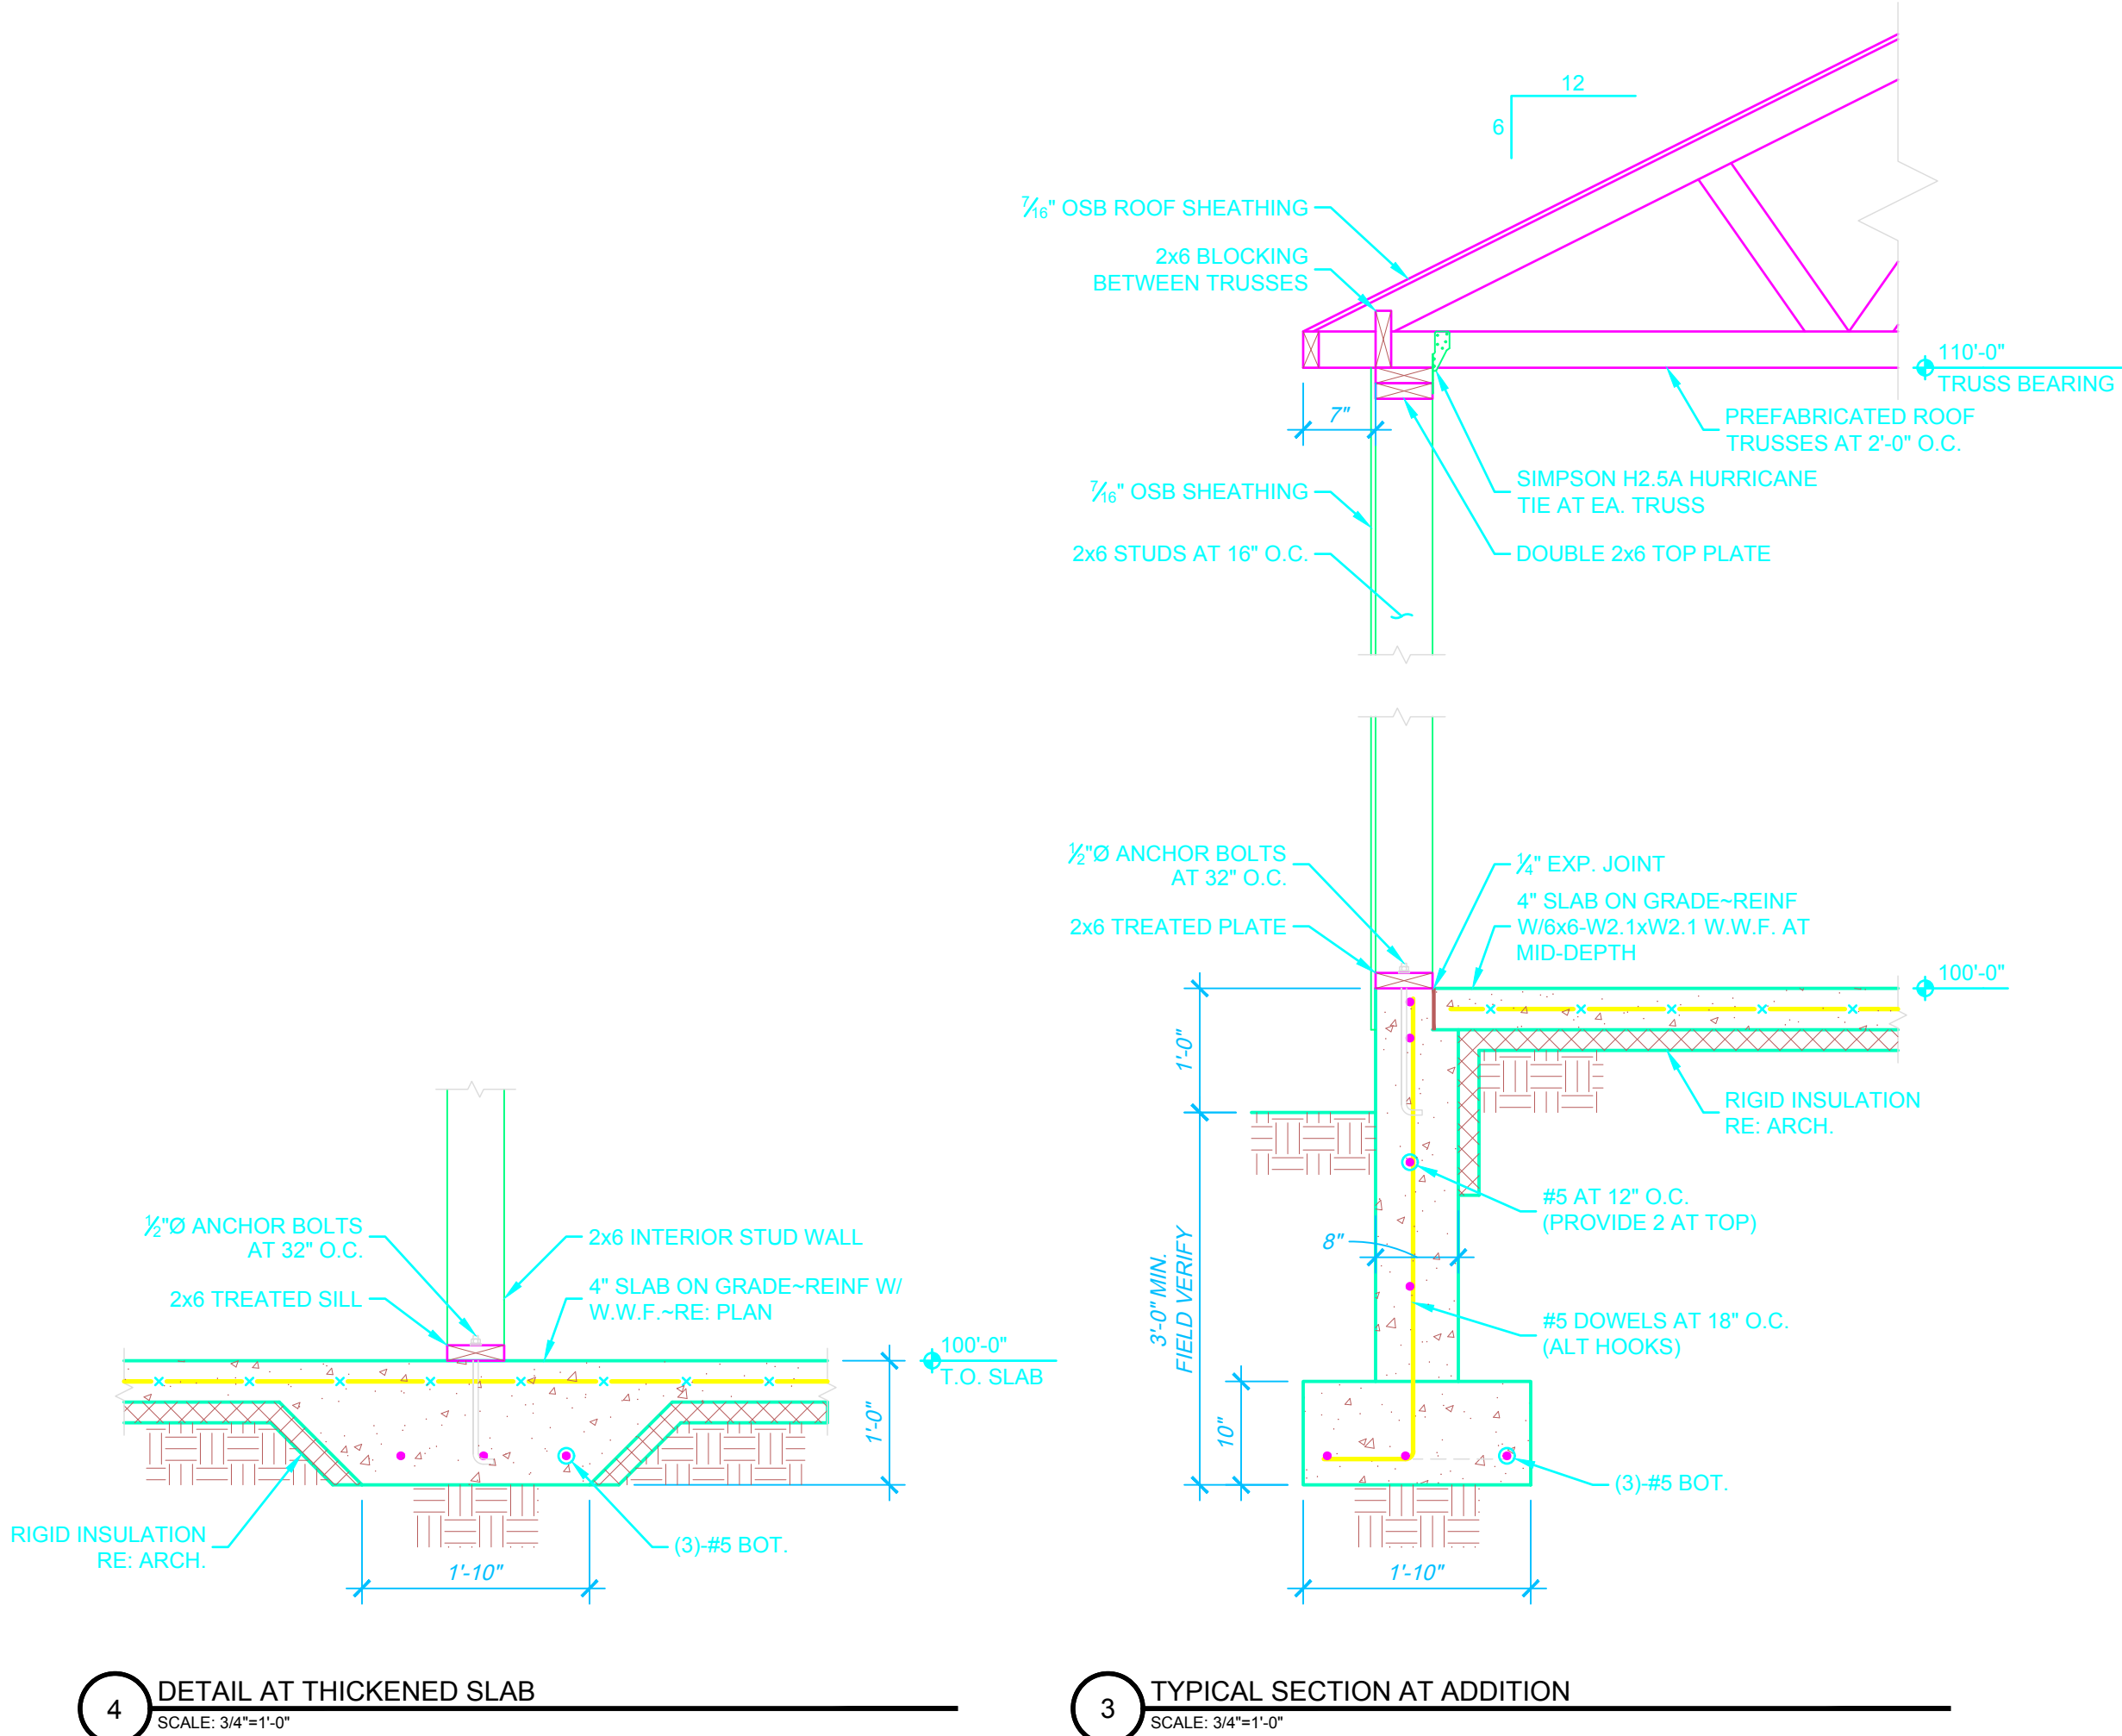 12
6
7/16" OSB ROOF SHEATHING
2x6 BLOCKING
BETWEEN TRUSSES
110'-0"
TRUSS BEARING
7"
PREFABRICATED ROOF
TRUSSES AT 2'-0" O.C.
SIMPSON H2.5A HURRICANE
TIE AT EA. TRUSS
7/16" OSB SHEATHING
2x6 STUDS AT 16" O.C.
DOUBLE 2x6 TOP PLATE
1/2"Ø ANCHOR BOLTS
AT 32" O.C.
2x6 TREATED PLATE
1/4" EXP. JOINT
4" SLAB ON GRADE~REINF
W/6x6-W2.1xW2.1 W.W.F. AT
MID-DEPTH
100'-0"
1'-0"
RIGID INSULATION
RE: ARCH.
#5 AT 12" O.C.
(PROVIDE 2 AT TOP)
8"
3'-0" MIN.
FIELD VERIFY
#5 DOWELS AT 18" O.C.
(ALT HOOKS)
10"
(3)-#5 BOT.
1'-10"
3
TYPICAL SECTION AT ADDITION
SCALE: 3/4"=1'-0"
1/2"Ø ANCHOR BOLTS
AT 32" O.C.
2x6 TREATED SILL
2x6 INTERIOR STUD WALL
4" SLAB ON GRADE~REINF W/
W.W.F.~RE: PLAN
100'-0"
T.O. SLAB
1'-0"
RIGID INSULATION
RE: ARCH.
(3)-#5 BOT.
1'-10"
4
DETAIL AT THICKENED SLAB
SCALE: 3/4"=1'-0"